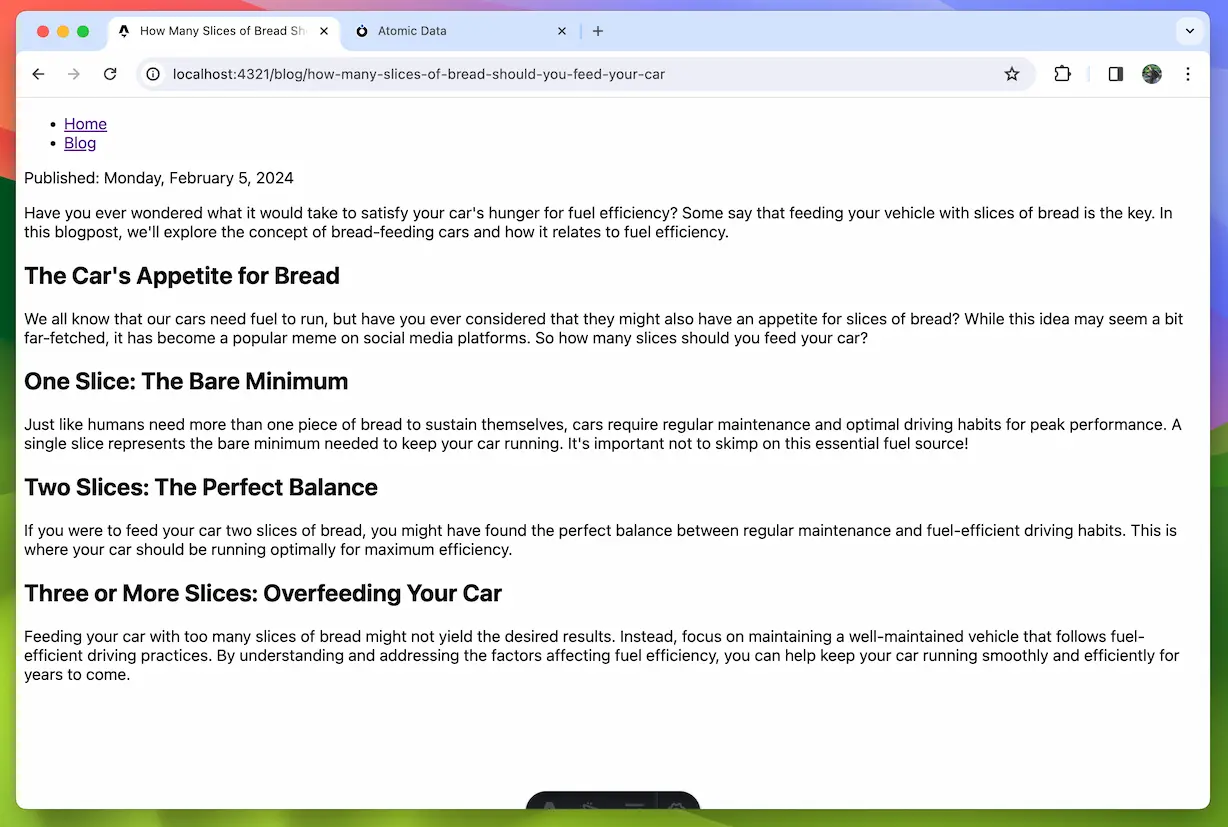 How Many Slices of Bread Sh
Atomic Data
localhost:4321/blog/how-many-slices-of-bread-should-you-feed-your-car
Home
Blog
Published: Monday, February 5, 2024
Have you ever wondered what it would take to satisfy your car's hunger for fuel efficiency? Some say that feeding your vehicle with slices of bread is the key. In
this blogpost, we'll explore the concept of bread-feeding cars and how it relates to fuel efficiency.
The Car's Appetite for Bread
We all know that our cars need fuel to run, but have you ever considered that they might also have an appetite for slices of bread? While this idea may seem a bit
far-fetched, it has become a popular meme on social media platforms. So how many slices should you feed your car?
One Slice: The Bare Minimum
Just like humans need more than one piece of bread to sustain themselves, cars require regular maintenance and optimal driving habits for peak performance. A
single slice represents the bare minimum needed to keep your car running. It's important not to skimp on this essential fuel source!
Two Slices: The Perfect Balance
If you were to feed your car two slices of bread, you might have found the perfect balance between regular maintenance and fuel-efficient driving habits. This is
where your car should be running optimally for maximum efficiency.
Three or More Slices: Overfeeding Your Car
Feeding your car with too many slices of bread might not yield the desired results. Instead, focus on maintaining a well-maintained vehicle that follows fuel-
efficient driving practices. By understanding and addressing the factors affecting fuel efficiency, you can help keep your car running smoothly and efficiently for
years to come.